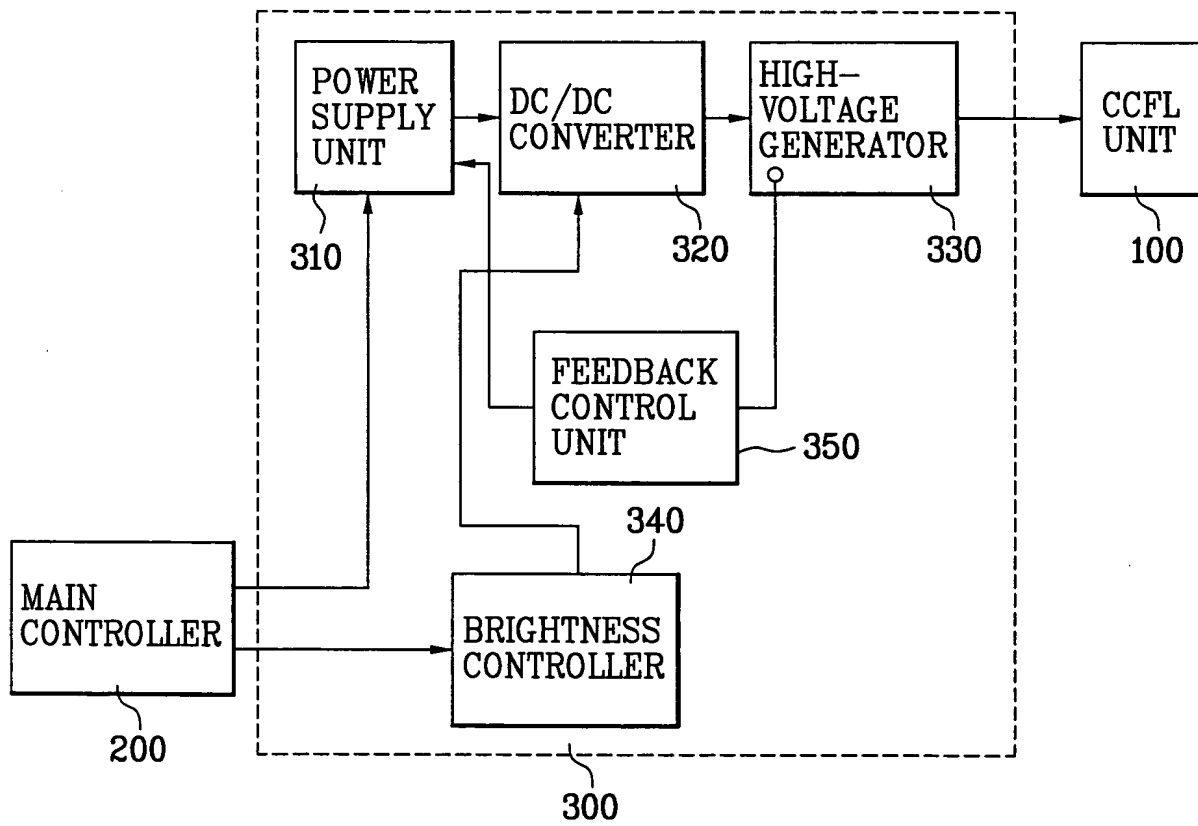 POWER
SUPPLY
UNIT
310
DC/DC
CONVERTER
320
HIGH-
VOLTAGE
GENERATOR
330
CCFL
UNIT
100
FEEDBACK
CONTROL
UNIT
350
340
MAIN
CONTROLLER
200
BRIGHTNESS
CONTROLLER
300